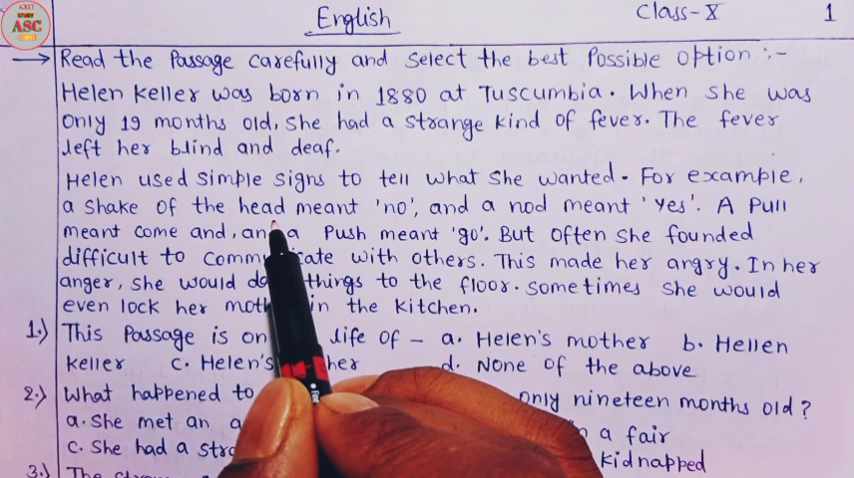 AJEET
STUDY
ASC
English
Class-X
1
→ Read the Passage carefully and select the best Possible option :-
Helen Keller was born in 1880 at Tuscumbia. When she was
only 19 months old, she had a strange kind of fever. The fever
left her blind and deaf.
Helen used simple signs to tell what she wanted. For example,
a shake of the head meant 'no', and a nod meant 'yes'. A Pull
meant come and, an a Push meant 'go'. But often she founded
difficult to with others. This made her angry. In her
anger, she would things to the floor. Sometimes she would
even lock her in the kitchen.
1.) This Passage is on life of - a. Helen's mother b. Hellen
Keller c. Helen's d. None of the above
2.) What happened to only nineteen months old?
a. She met an a fair
c. She had a kidnapped
3.) The